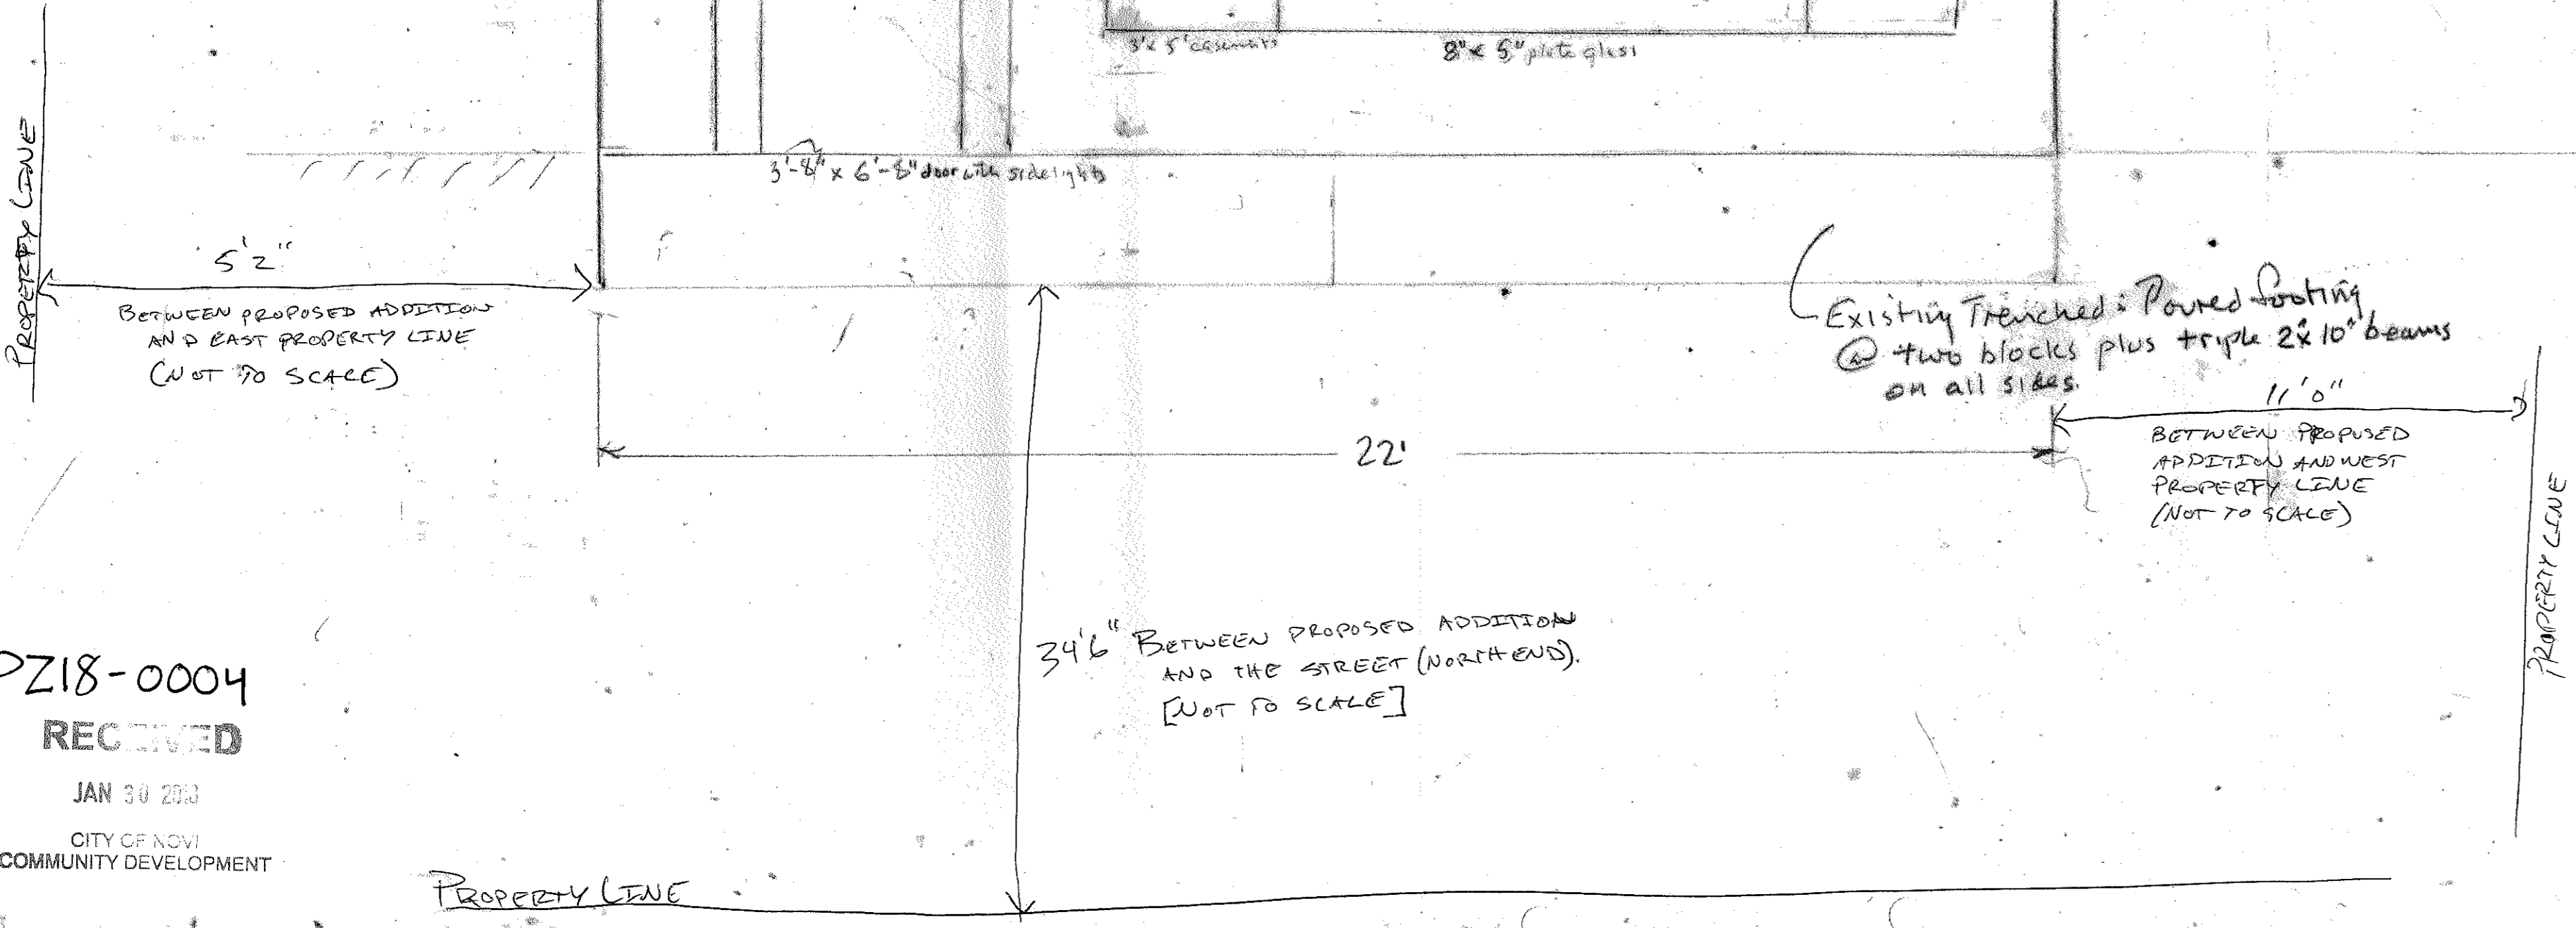 3'x 5' casements
8"x 5" plate glass
PROPERTY LINE
3'-8" x 6'-8" door with sidelights
5'2"
BETWEEN PROPOSED ADDITION
AND EAST PROPERTY LINE
(NOT TO SCALE)
Existing Trenched: Poured footing
@ two blocks plus triple 2"x10" beams
on all sides.
11'0"
BETWEEN PROPOSED
ADDITION AND WEST
PROPERTY LINE
(NOT TO SCALE)
PROPERTY LINE
22'
34'6" BETWEEN PROPOSED ADDITION
AND THE STREET (NORTH END).
[NOT TO SCALE]
PZ18-0004
RECEIVED
JAN 30 2018
CITY OF NOVI
COMMUNITY DEVELOPMENT
PROPERTY LINE